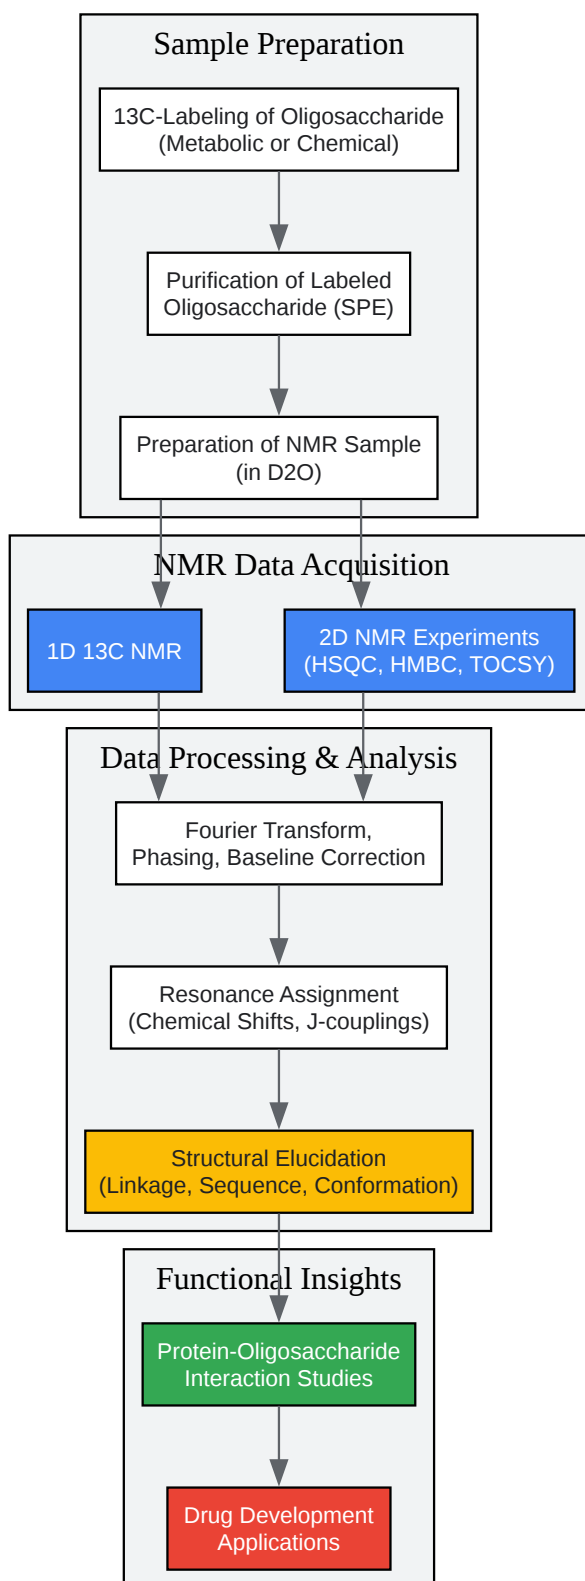 Sample Preparation
13C-Labeling of Oligosaccharide
(Metabolic or Chemical)
Purification of Labeled
Oligosaccharide (SPE)
Preparation of NMR Sample
(in D2O)
NMR Data Acquisition
1D 13C NMR
2D NMR Experiments
(HSQC, HMBC, TOCSY)
Data Processing & Analysis
Fourier Transform,
Phasing, Baseline Correction
Resonance Assignment
(Chemical Shifts, J-couplings)
Structural Elucidation
(Linkage, Sequence, Conformation)
Functional Insights
Protein-Oligosaccharide
Interaction Studies
Drug Development
Applications